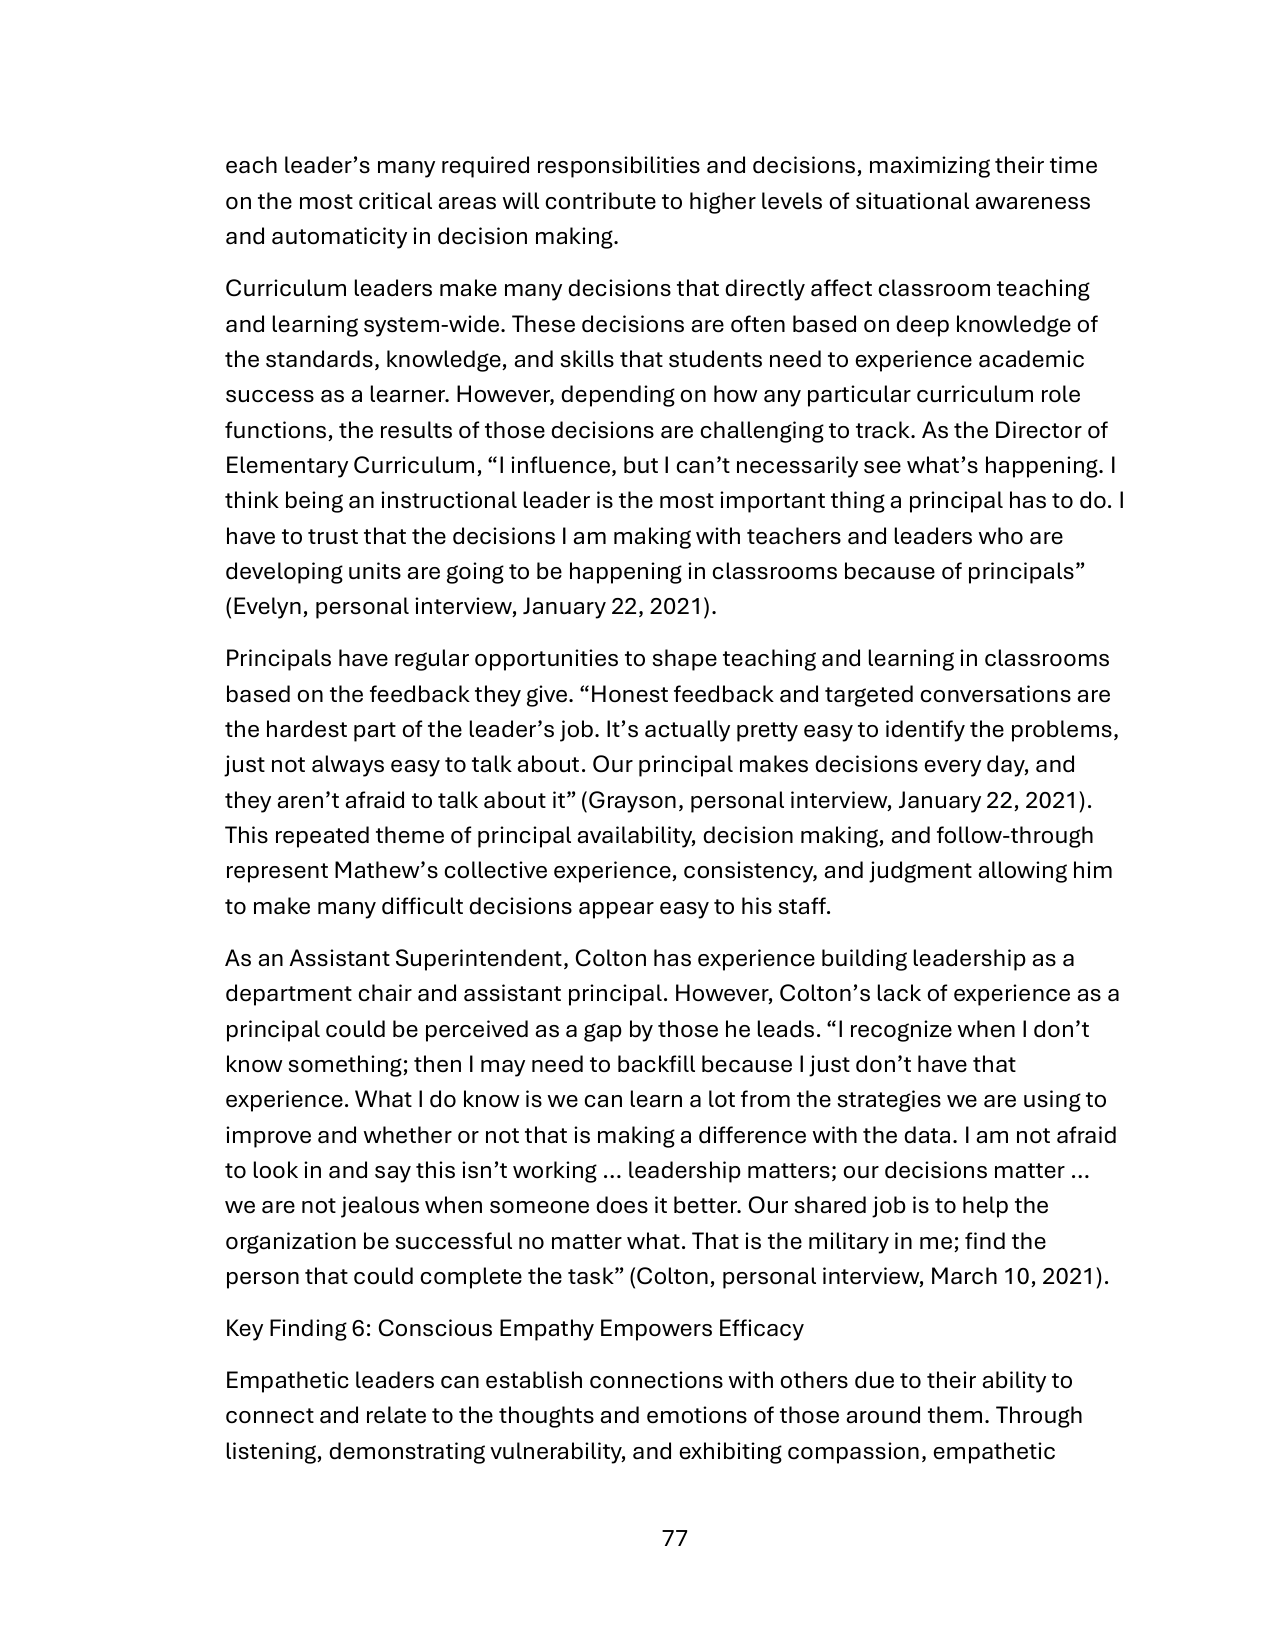 each leader’s many required responsibilities and decisions, maximizing their time
on the most critical areas will contribute to higher levels of situational awareness
and automaticity in decision making.
Curriculum leaders make many decisions that directly affect classroom teaching
and learning system-wide. These decisions are often based on deep knowledge of
the standards, knowledge, and skills that students need to experience academic
success as a learner. However, depending on how any particular curriculum role
functions, the results of those decisions are challenging to track. As the Director of
Elementary Curriculum, “I influence, but I can’t necessarily see what’s happening. I
think being an instructional leader is the most important thing a principal has to do. I
have to trust that the decisions I am making with teachers and leaders who are
developing units are going to be happening in classrooms because of principals”
(Evelyn, personal interview, January 22, 2021).
Principals have regular opportunities to shape teaching and learning in classrooms
based on the feedback they give. “Honest feedback and targeted conversations are
the hardest part of the leader’s job. It’s actually pretty easy to identify the problems,
just not always easy to talk about. Our principal makes decisions every day, and
they aren’t afraid to talk about it” (Grayson, personal interview, January 22, 2021).
This repeated theme of principal availability, decision making, and follow-through
represent Mathew’s collective experience, consistency, and judgment allowing him
to make many difficult decisions appear easy to his staff.
As an Assistant Superintendent, Colton has experience building leadership as a
department chair and assistant principal. However, Colton’s lack of experience as a
principal could be perceived as a gap by those he leads. “I recognize when I don’t
know something; then I may need to backfill because I just don’t have that
experience. What I do know is we can learn a lot from the strategies we are using to
improve and whether or not that is making a difference with the data. I am not afraid
to look in and say this isn’t working … leadership matters; our decisions matter …
we are not jealous when someone does it better. Our shared job is to help the
organization be successful no matter what. That is the military in me; find the
person that could complete the task” (Colton, personal interview, March 10, 2021).
Key Finding 6: Conscious Empathy Empowers Efficacy
Empathetic leaders can establish connections with others due to their ability to
connect and relate to the thoughts and emotions of those around them. Through
listening, demonstrating vulnerability, and exhibiting compassion, empathetic
77